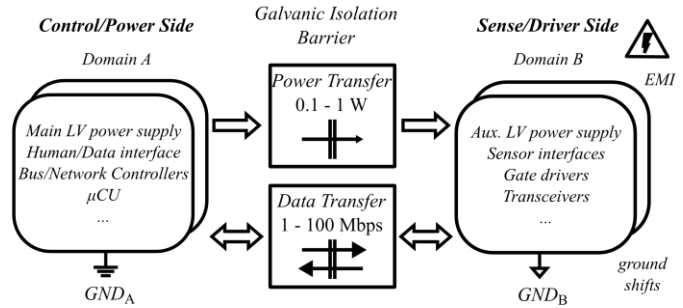 Control/Power Side
Domain A
Main LV power supply
Human/Data interface
Bus/Network Controllers
μCU
...
GND_A
Galvanic Isolation
Barrier
Power Transfer
0.1 - 1 W
Data Transfer
1 - 100 Mbps
Sense/Driver Side
Domain B
EMI
Aux. LV power supply
Sensor interfaces
Gate drivers
Transceivers
...
ground
shifts
GND_B